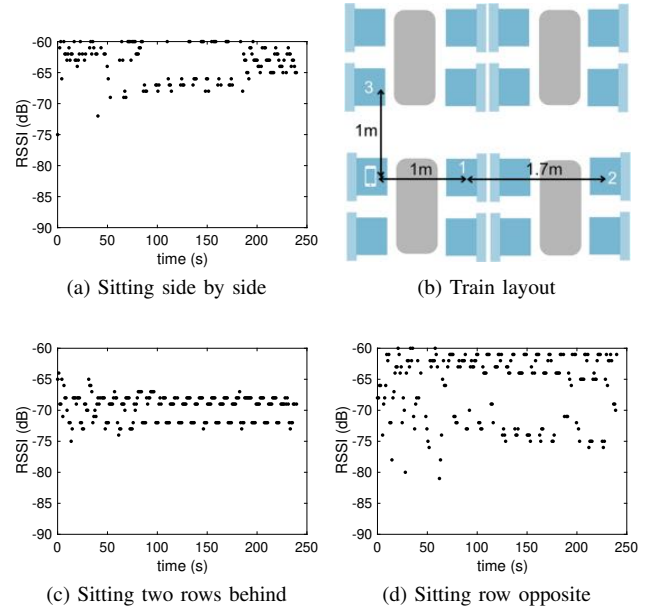 -60
-65
-70
-75
-80
-85
-90
RSSI (dB)
0 50 100 150 200 250
time (s)
(a) Sitting side by side
3
1m
1
1m
1.7m
2
(b) Train layout
-60
-65
-70
-75
-80
-85
-90
RSSI (dB)
0 50 100 150 200 250
time (s)
(c) Sitting two rows behind
-60
-65
-70
-75
-80
-85
-90
RSSI (dB)
0 50 100 150 200 250
time (s)
(d) Sitting row opposite